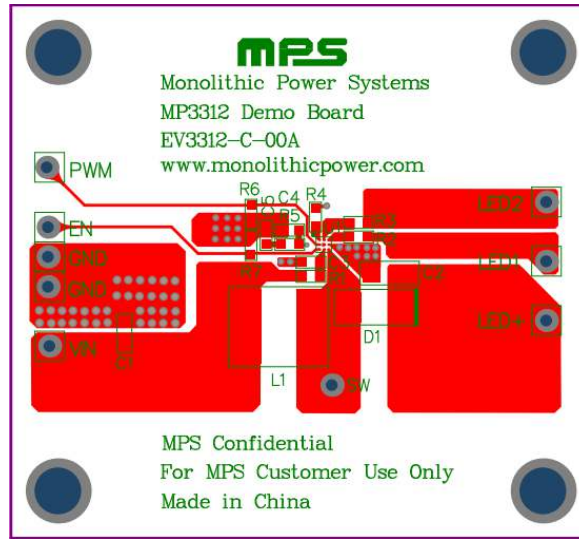 MPS
Monolithic Power Systems
MP3312 Demo Board
EV3312-C-00A
www.monolithicpower.com
PWM
R6
C4
R4
R5
R3
LED2
EN
R2
GND
R7
R1
LED1
GND
C2
LED+
D1
VIN
L1
SW
MPS Confidential
For MPS Customer Use Only
Made in China